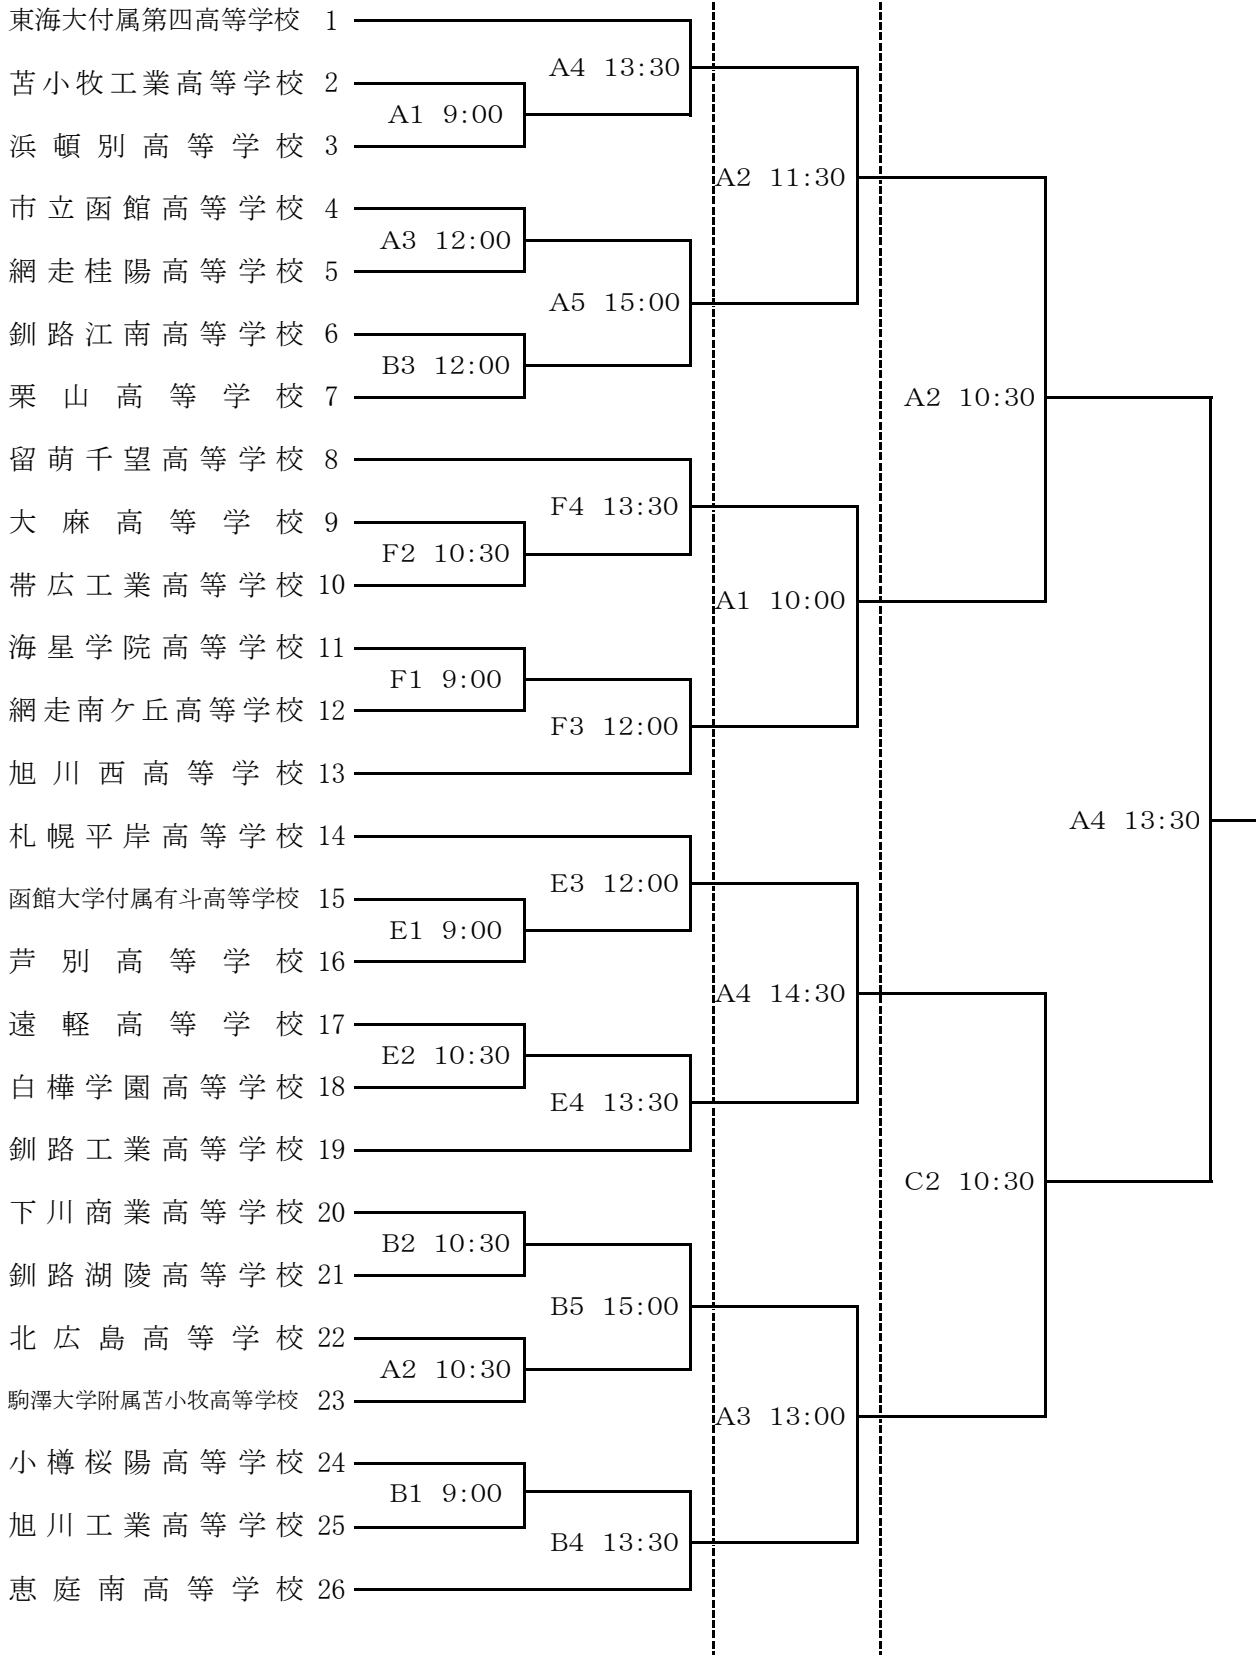 東海大付属第四高等学校 1
A4 13:30
苫小牧工業高等学校 2
A1 9:00
浜頓別高等学校 3
A2 11:30
市立函館高等学校 4
A3 12:00
網走桂陽高等学校 5
A5 15:00
釧路江南高等学校 6
B3 12:00
栗山高等学校 7
A2 10:30
留萌千望高等学校 8
F4 13:30
大麻高等学校 9
F2 10:30
帯広工業高等学校 10
A1 10:00
海星学院高等学校 11
F1 9:00
網走南ケ丘高等学校 12
F3 12:00
旭川西高等学校 13
A4 13:30
札幌平岸高等学校 14
E3 12:00
函館大学付属有斗高等学校 15
E1 9:00
芦別高等学校 16
A4 14:30
遠軽高等学校 17
E2 10:30
白樺学園高等学校 18
E4 13:30
釧路工業高等学校 19
C2 10:30
下川商業高等学校 20
B2 10:30
釧路湖陵高等学校 21
B5 15:00
北広島高等学校 22
A2 10:30
駒澤大学附属苫小牧高等学校 23
A3 13:00
小樽桜陽高等学校 24
B1 9:00
旭川工業高等学校 25
B4 13:30
恵庭南高等学校 26